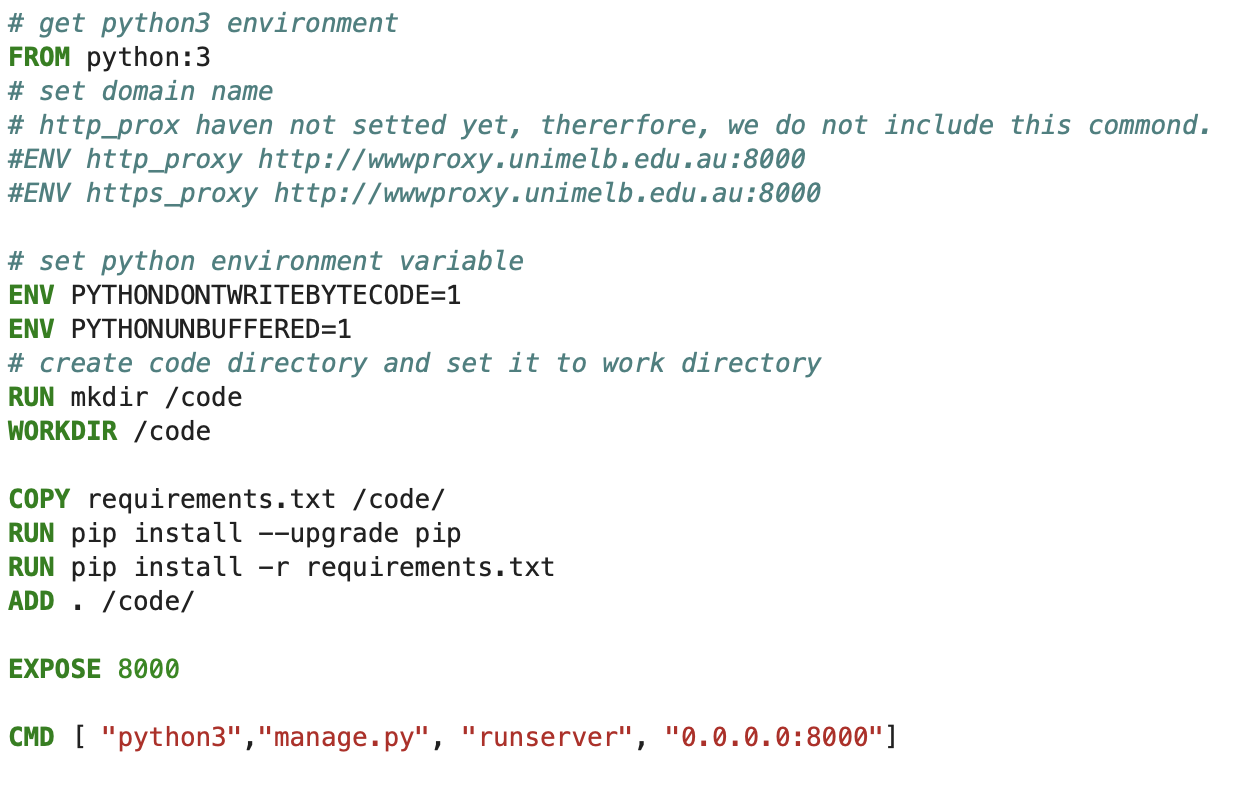 # get python3 environment
FROM python:3
# set domain name
# http_prox haven not setted yet, thererfore, we do not include this commond.
#ENV http_proxy http://wwwproxy.unimelb.edu.au:8000
#ENV https_proxy http://wwwproxy.unimelb.edu.au:8000
# set python environment variable
ENV PYTHONDONTWRITEBYTECODE=1
ENV PYTHONUNBUFFERED=1
# create code directory and set it to work directory
RUN mkdir /code
WORKDIR /code
COPY requirements.txt /code/
RUN pip install --upgrade pip
RUN pip install -r requirements.txt
ADD . /code/
EXPOSE 8000
CMD [ "python3","manage.py", "runserver", "0.0.0.0:8000"]